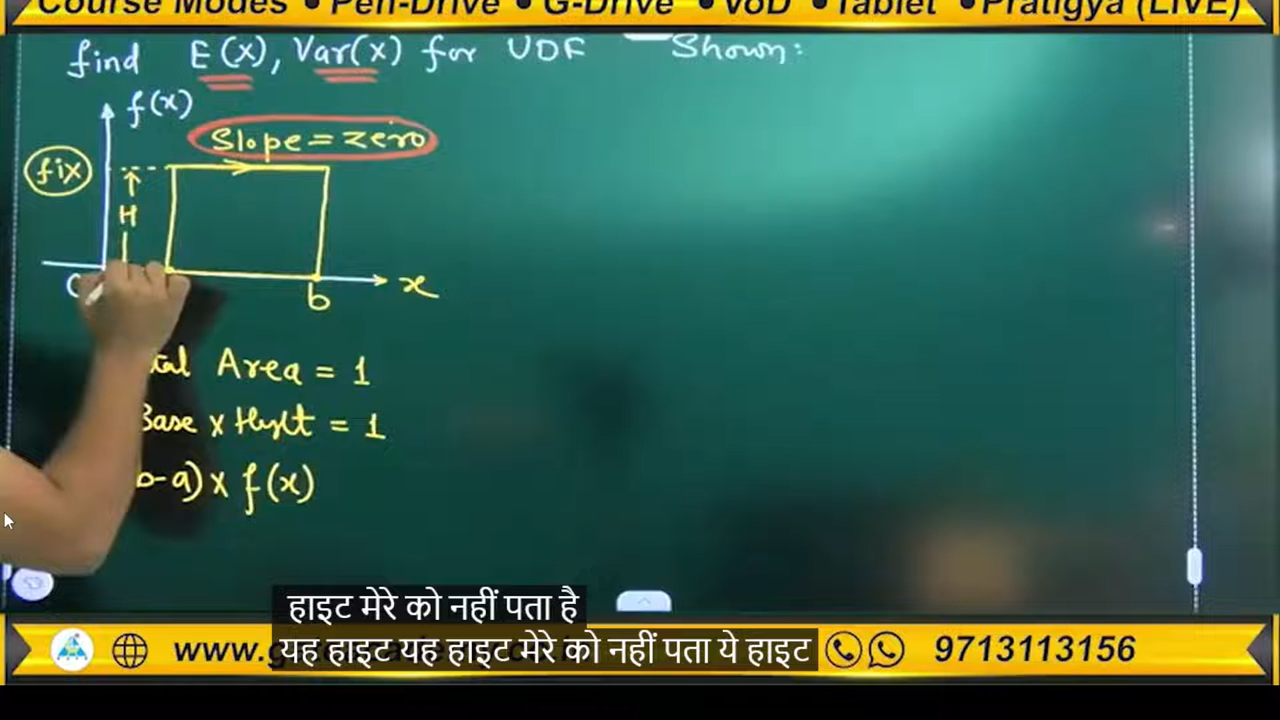 Course Modes • Pen-Drive • G-Drive • VoD • Tablet • Pratigya (LIVE)
find E(x), Var(x) for UDF Shown:
f(x)
Slope = Zero
fix
H
b x
Area = 1
Base x Hight = 1
-a) x f(x)
हाइट मेरे को नहीं पता है
यह हाइट यह हाइट मेरे को नहीं पता ये हाइट
9713113156